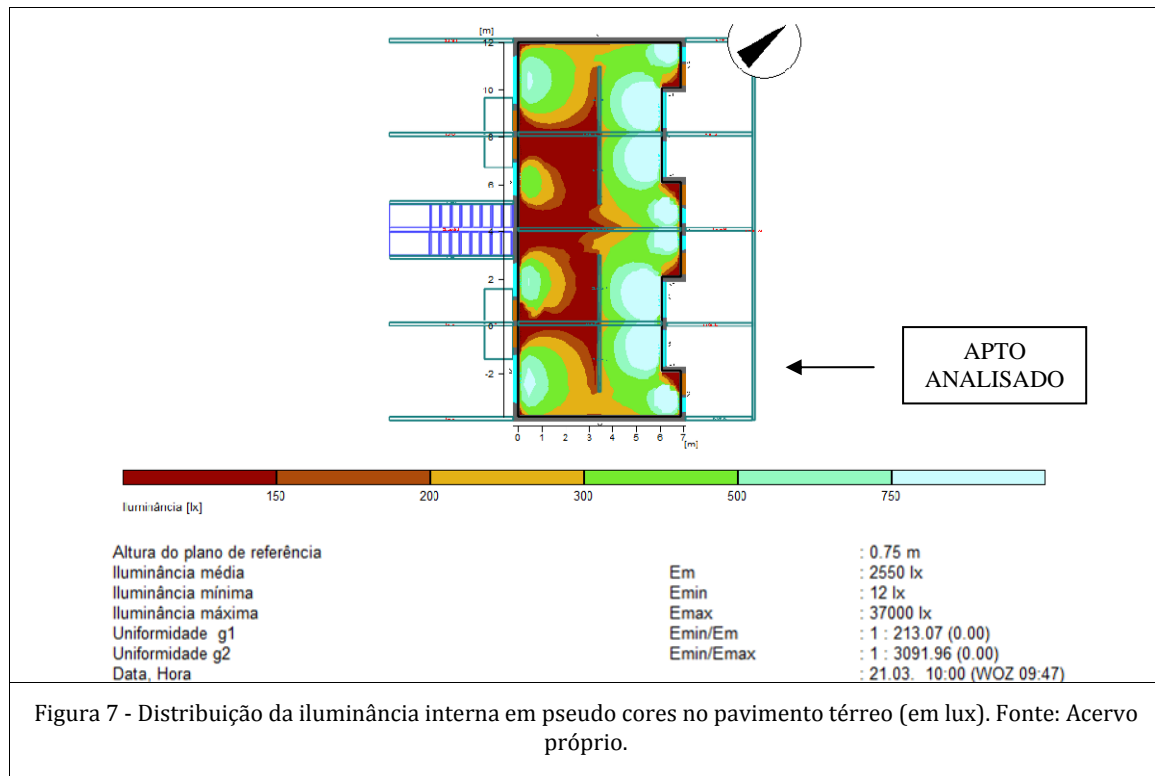 [m]
12
10
8
6
4
2
0
-2
0 1 2 3 4 5 6 7
[m]
APTO
ANALISADO
150 200 300 500 750
Iluminância [lx]
Altura do plano de referência : 0.75 m
Iluminância média Em : 2550 lx
Iluminância mínima Emin : 12 lx
Iluminância máxima Emax : 37000 lx
Uniformidade g1 Emin/Em : 1 : 213.07 (0.00)
Uniformidade g2 Emin/Emax : 1 : 3091.96 (0.00)
Data, Hora : 21.03. 10:00 (WOZ 09:47)
Figura 7 - Distribuição da iluminância interna em pseudo cores no pavimento térreo (em lux). Fonte: Acervo
próprio.